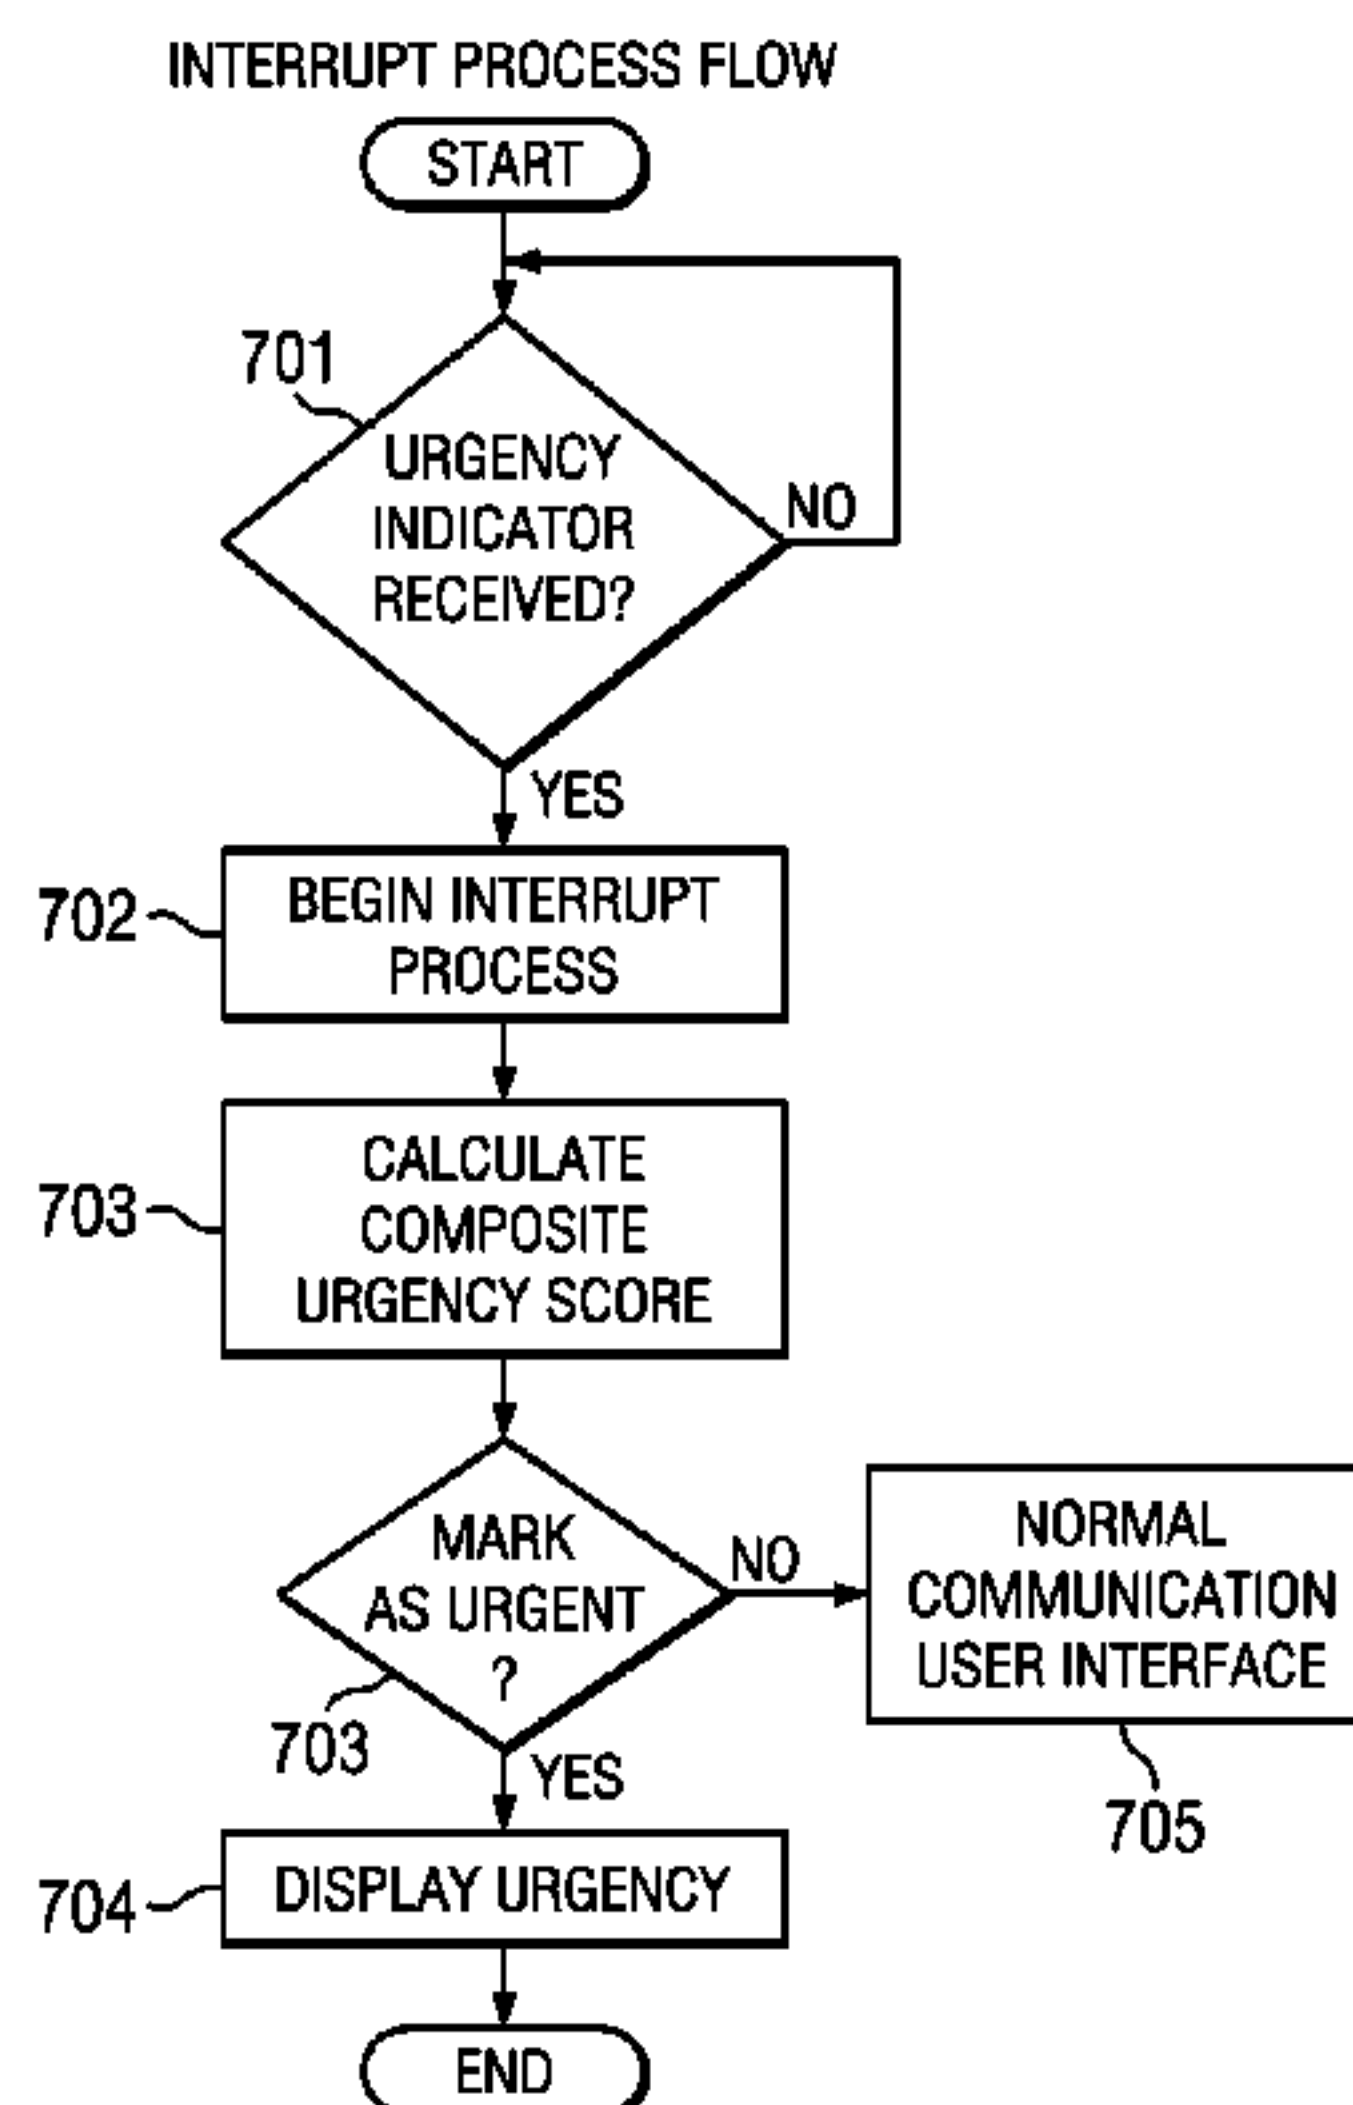 INTERRUPT PROCESS FLOW
START
701
URGENCY
INDICATOR
RECEIVED?
NO
YES
702
BEGIN INTERRUPT
PROCESS
703
CALCULATE
COMPOSITE
URGENCY SCORE
MARK
AS URGENT
?
NO
703
YES
NORMAL
COMMUNICATION
USER INTERFACE
705
704
DISPLAY URGENCY
END